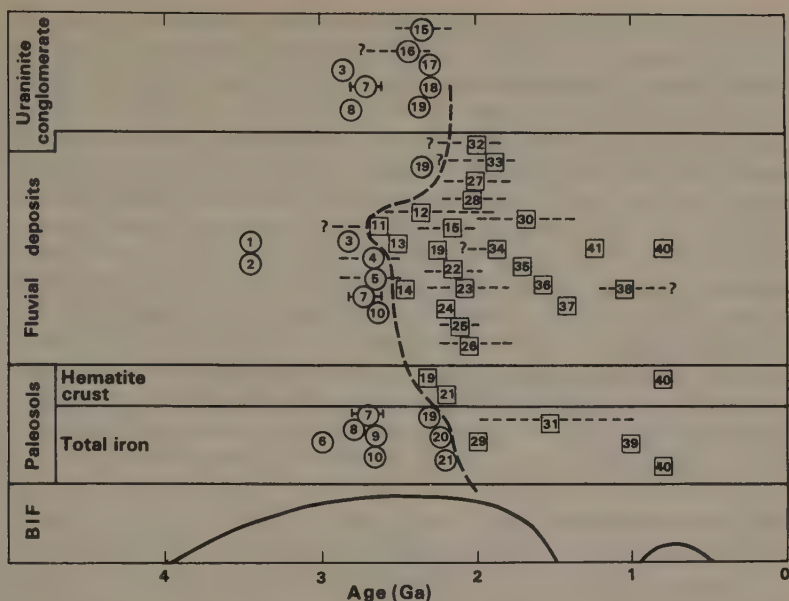 Uraninite
conglomerate
15
? 16
3 17
7 18
8 19
Fluvial deposits
? 32
19 ? 33
27
28
12 30
? 11 15
1 3 13 19 ? 34 41 40
2 4 22 35
5 14 23 36 38 ?
7 24 37
10 25
26
Paleosols
Hematite
crust
19 40
21
Total iron
7 19 31
6 8 9 20 29 39
10 21 40
BIF
4 3 2 1 0
Age (Ga)